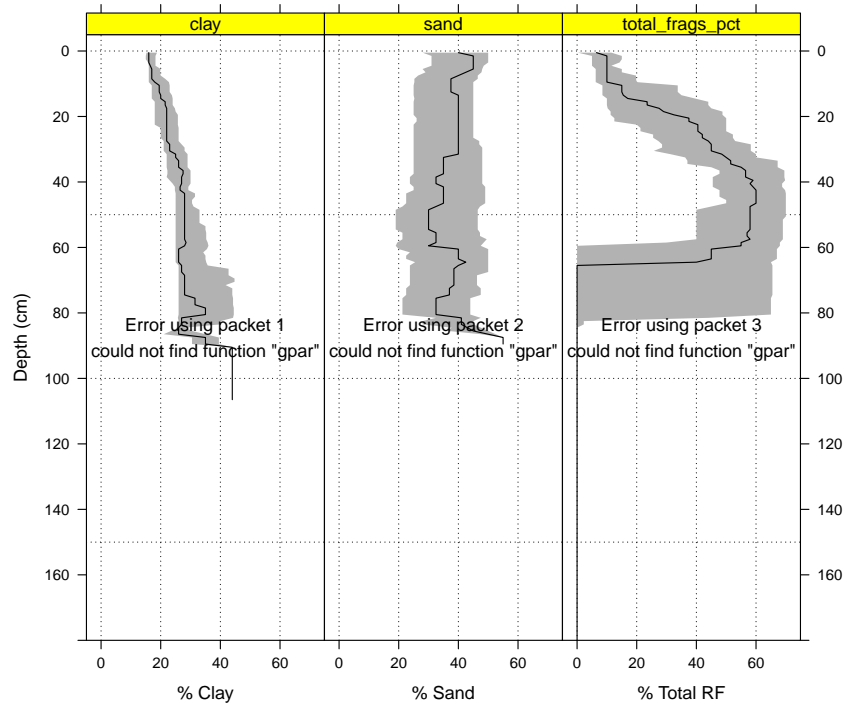 clay sand total_frags_pct
0 0
20 20
40 40
60 60
80 80
Error using packet 1 Error using packet 2 Error using packet 3
could not find function "gpar" could not find function "gpar" could not find function "gpar"
100 100
120 120
140 140
160 160
Depth (cm)
0 20 40 60 0 20 40 60 0 20 40 60
% Clay % Sand % Total RF